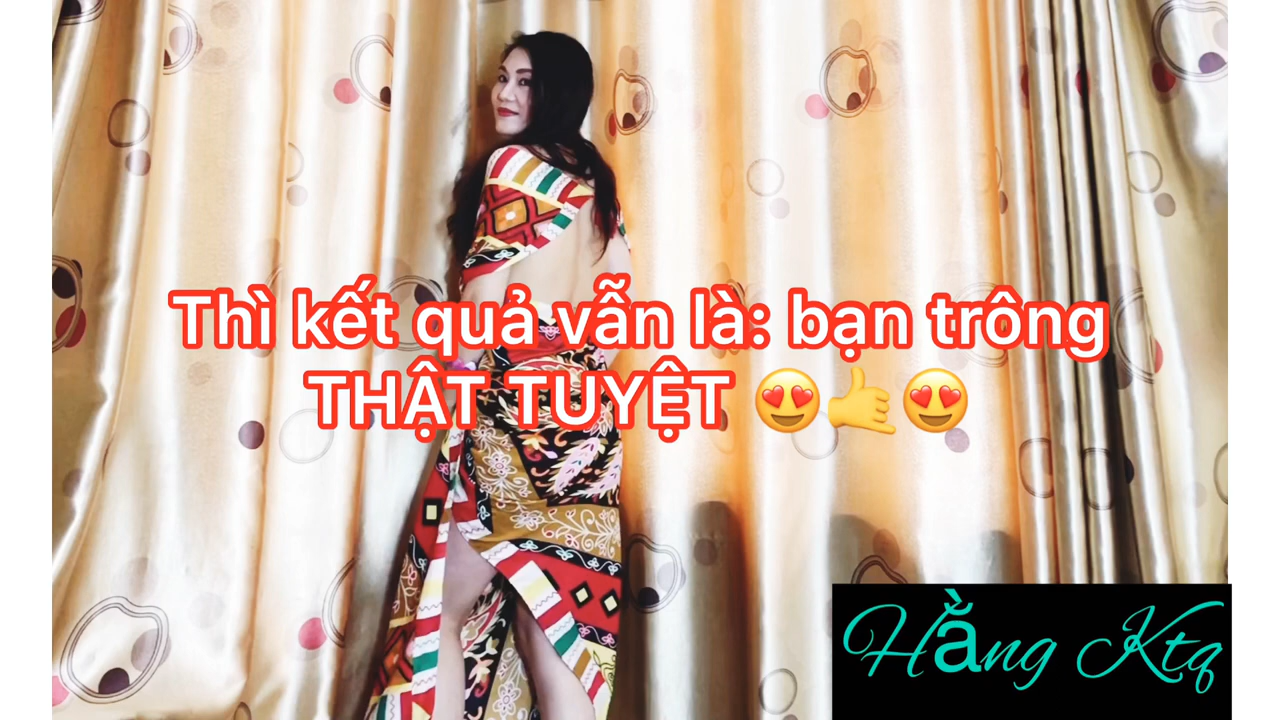 Thì kết quả vẫn là: bạn trông
THẬT TUYỆT 😍🤙😍
Hằng Ktq